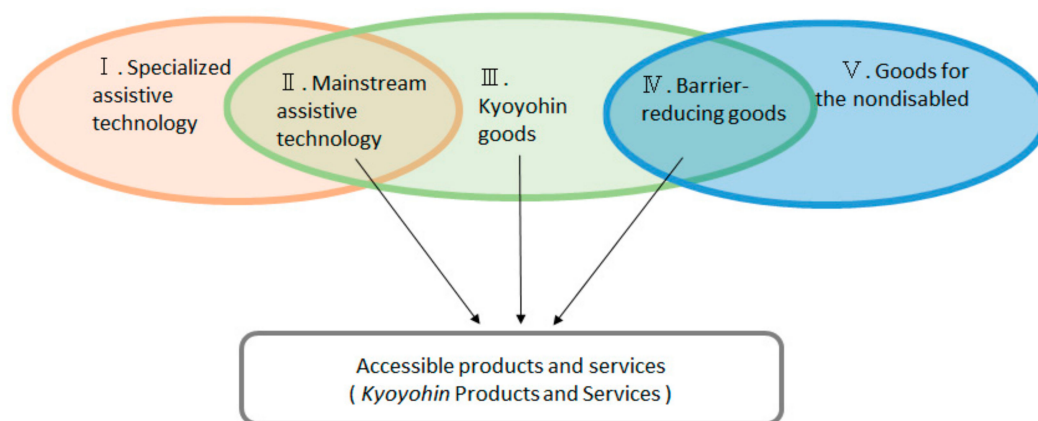 Ⅰ. Specialized
assistive
technology
Ⅱ. Mainstream
assistive
technology
Ⅲ.
Kyoyohin
goods
Ⅳ. Barrier-
reducing goods
Ⅴ. Goods for
the nondisabled
Accessible products and services
( Kyoyohin Products and Services )